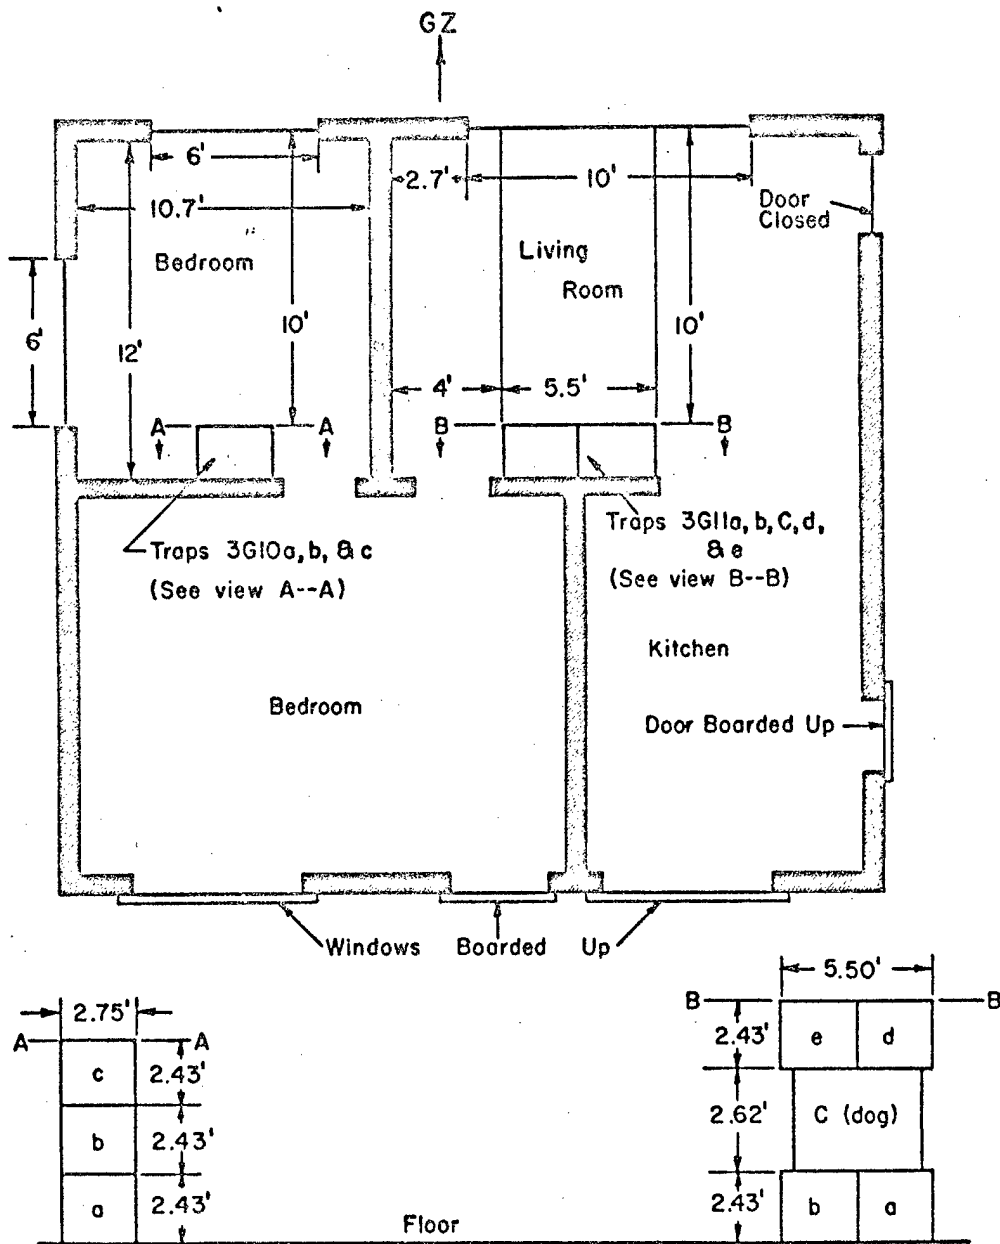 GZ
6'
2.7'
10'
10.7'
Door
Closed
Bedroom
Living
Room
6'
12'
10'
10'
4'
5.5'
A
A
B
B
Traps 3G10a, b, & c
(See view A--A)
Traps 3G11a, b, C, d,
& e
(See view B--B)
Kitchen
Bedroom
Door Boarded Up
Windows Boarded Up
2.75'
5.50'
A
A
B
B
c
2.43'
2.43'
e
d
b
2.43'
2.62'
C (dog)
a
2.43'
2.43'
b
a
Floor